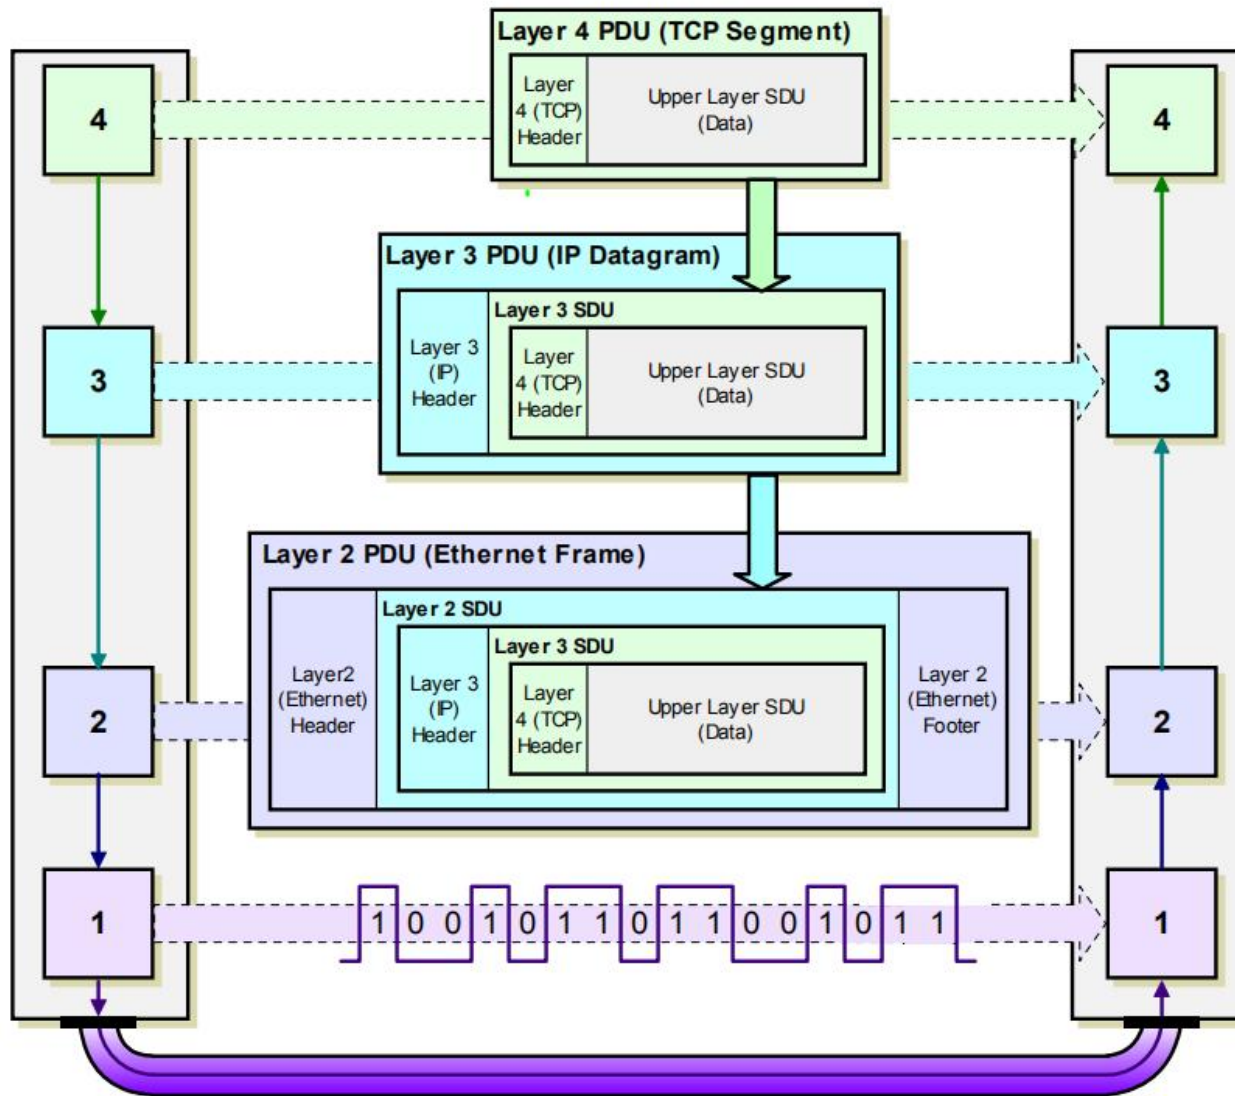 Layer 4 PDU (TCP Segment)
Layer
4 (TCP)
Header
Upper Layer SDU
(Data)
4
4
Layer 3 PDU (IP Datagram)
Layer 3 SDU
Layer 3
(IP)
Header
Layer
4 (TCP)
Header
Upper Layer SDU
(Data)
3
3
Layer 2 PDU (Ethernet Frame)
Layer 2 SDU
Layer 3 SDU
Layer2
(Ethernet)
Header
Layer 3
(IP)
Header
Layer
4 (TCP)
Header
Upper Layer SDU
(Data)
Layer 2
(Ethernet)
Footer
2
2
1
1 0 0 1 0 1 1 0 1 1 0 0 1 0 1 1
1